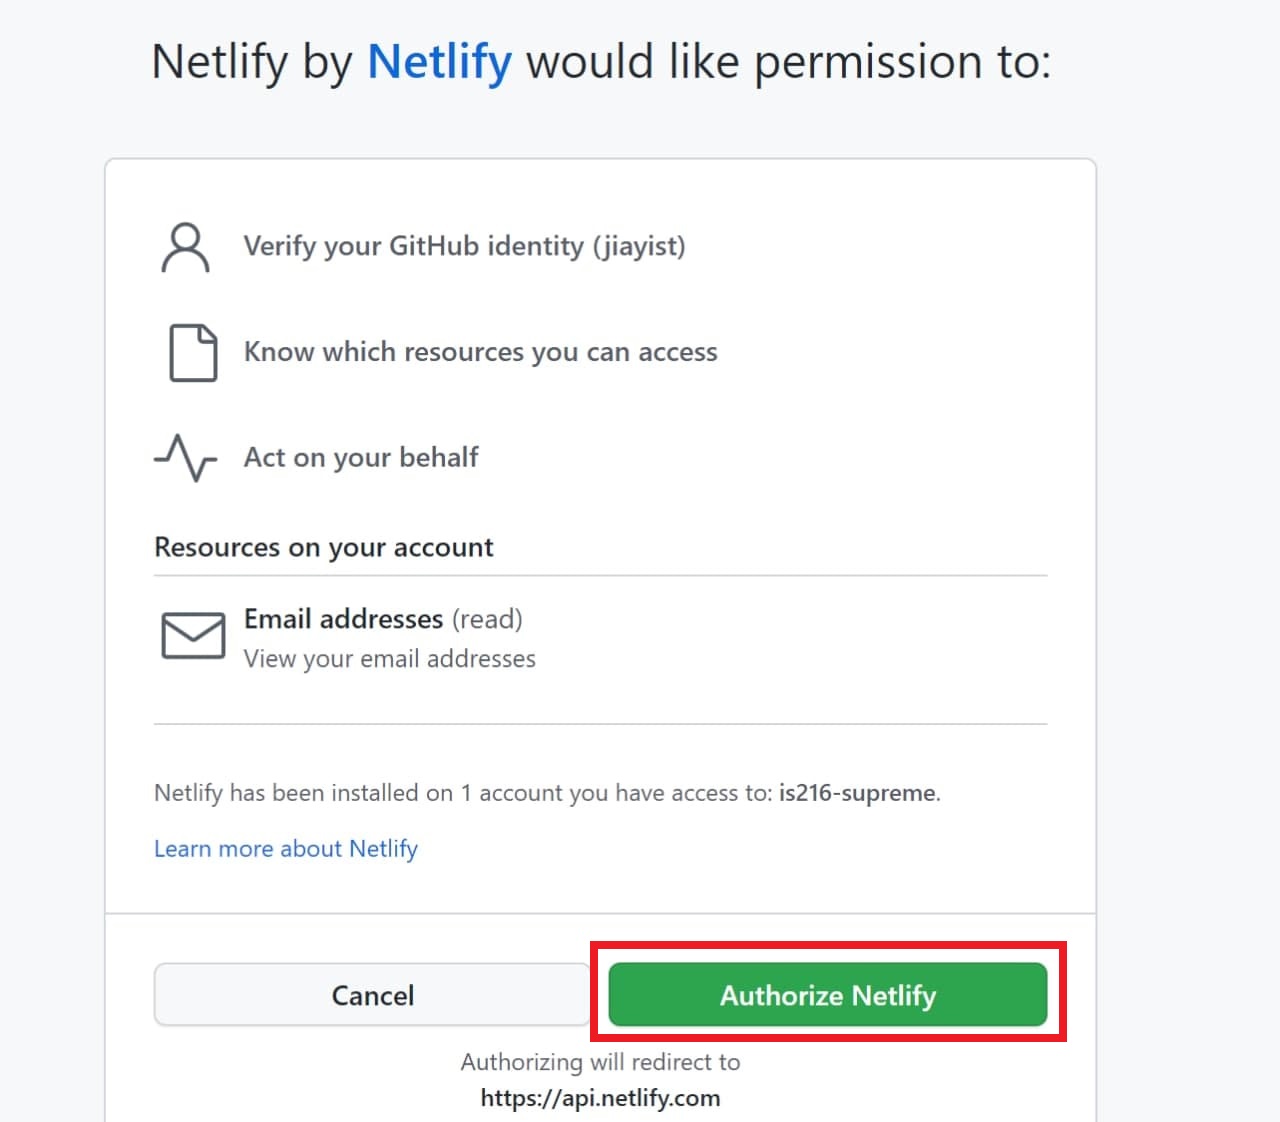 Netlify by Netlify would like permission to:
Verify your GitHub identity (jiayist)
Know which resources you can access
Act on your behalf
Resources on your account
Email addresses (read)
View your email addresses
Netlify has been installed on 1 account you have access to: is216-supreme.
Learn more about Netlify
Cancel
Authorize Netlify
Authorizing will redirect to
https://api.netlify.com